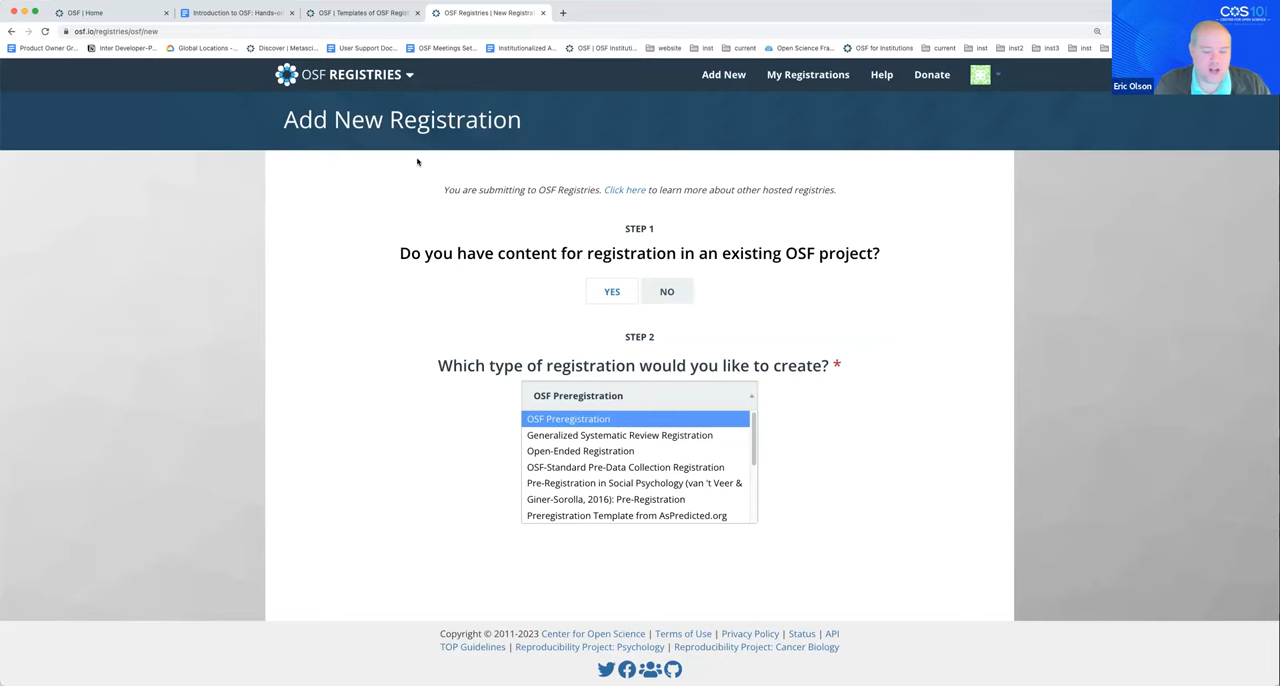 OSF | Home
Introduction to OSF: Hands-o
OSF | Templates of OSF Regist
OSF Registries | New Registrat
osf.io/registries/osf/new
Product Owner Gr...
Inter Developer-P...
Global Locations -...
Discover | Metasci...
User Support Doc...
OSF Meetings Set...
Institutionalized A...
OSF | OSF Instituti...
website
inst
current
Open Science Fra...
OSF for Institutions
current
inst
inst2
inst3
inst
COS10
CENTER FOR OPEN SCIENCE
Eric Olson
OSF REGISTRIES
Add New
My Registrations
Help
Donate
Add New Registration
You are submitting to OSF Registries. Click here to learn more about other hosted registries.
STEP 1
Do you have content for registration in an existing OSF project?
YES
NO
STEP 2
Which type of registration would you like to create? *
OSF Preregistration
OSF Preregistration
Generalized Systematic Review Registration
Open-Ended Registration
OSF-Standard Pre-Data Collection Registration
Pre-Registration in Social Psychology (van 't Veer &
Giner-Sorolla, 2016): Pre-Registration
Preregistration Template from AsPredicted.org
Copyright © 2011-2023 Center for Open Science | Terms of Use | Privacy Policy | Status | API
TOP Guidelines | Reproducibility Project: Psychology | Reproducibility Project: Cancer Biology